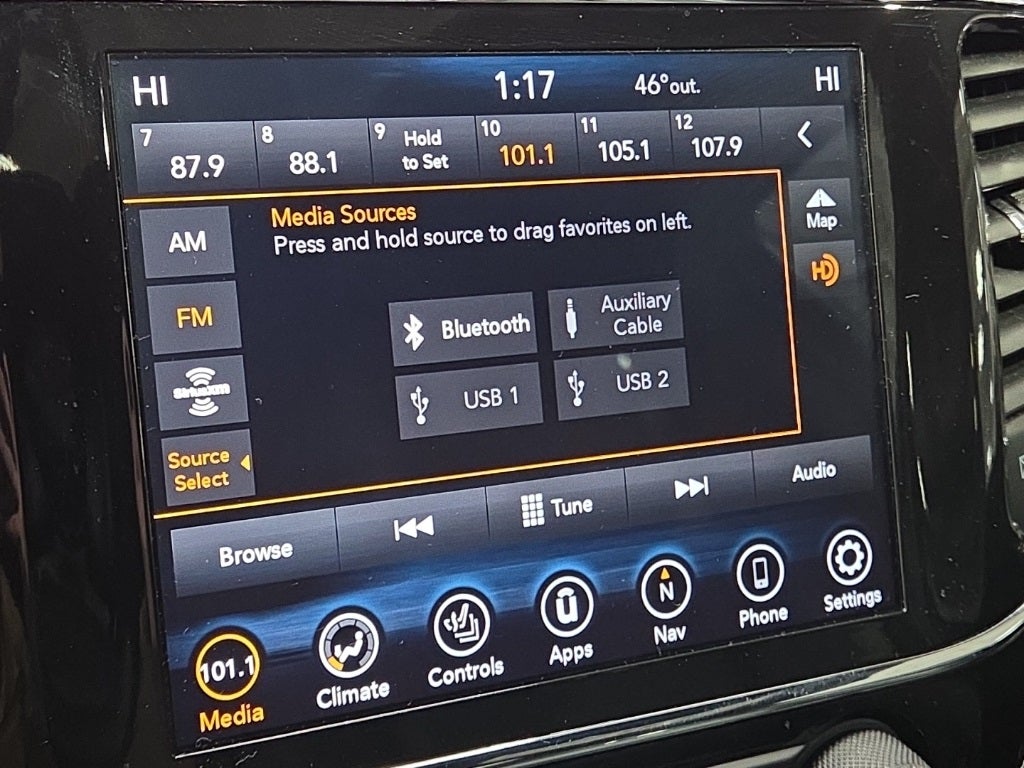 HI 1:17 46° out. HI
7 87.9 8 88.1 9 Hold to Set 10 101.1 11 105.1 12 107.9
Media Sources
Press and hold source to drag favorites on left.
AM
FM
SiriusXM
Source
Select
Bluetooth
Auxiliary
Cable
USB 1
USB 2
Map
HD
Browse
Tune
Audio
101.1
Media
Climate
Controls
u
Apps
N
Nav
Phone
Settings